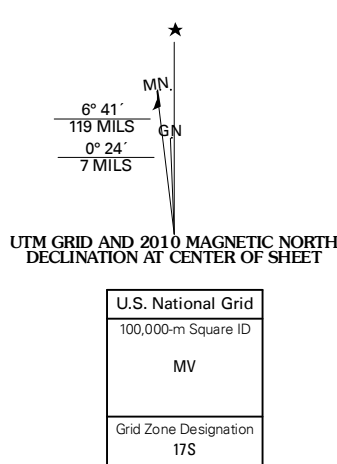 ★
MN.
6° 41´
119 MILS
GN
0° 24´
7 MILS
UTM GRID AND 2010 MAGNETIC NORTH
DECLINATION AT CENTER OF SHEET
U.S. National Grid
100,000-m Square ID
MV
Grid Zone Designation
17S